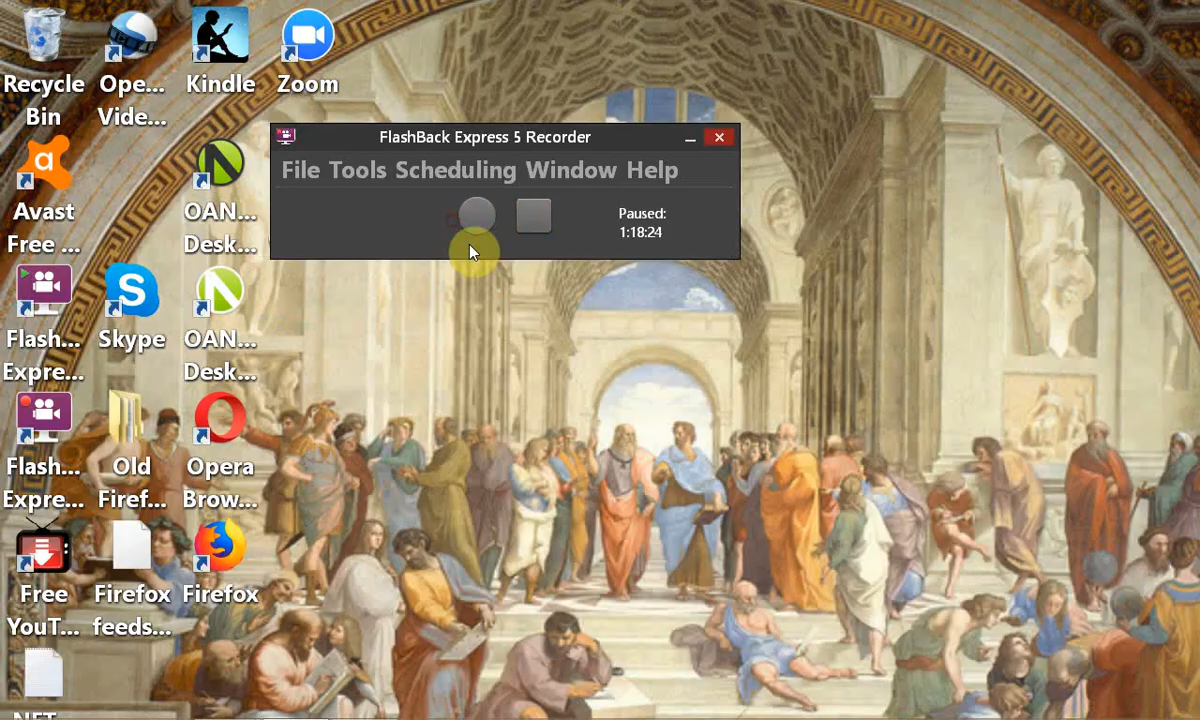 Recycle
Bin
Ope...
Vide...
Kindle
Zoom
FlashBack Express 5 Recorder
File Tools Scheduling Window Help
Paused:
1:18:24
Avast
Free ...
OAN...
Desk...
Flash...
Expre...
Skype
OAN...
Desk...
Flash...
Expre...
Old
Firef...
Opera
Brow...
Free
YouT...
Firefox
feeds...
Firefox
.NET